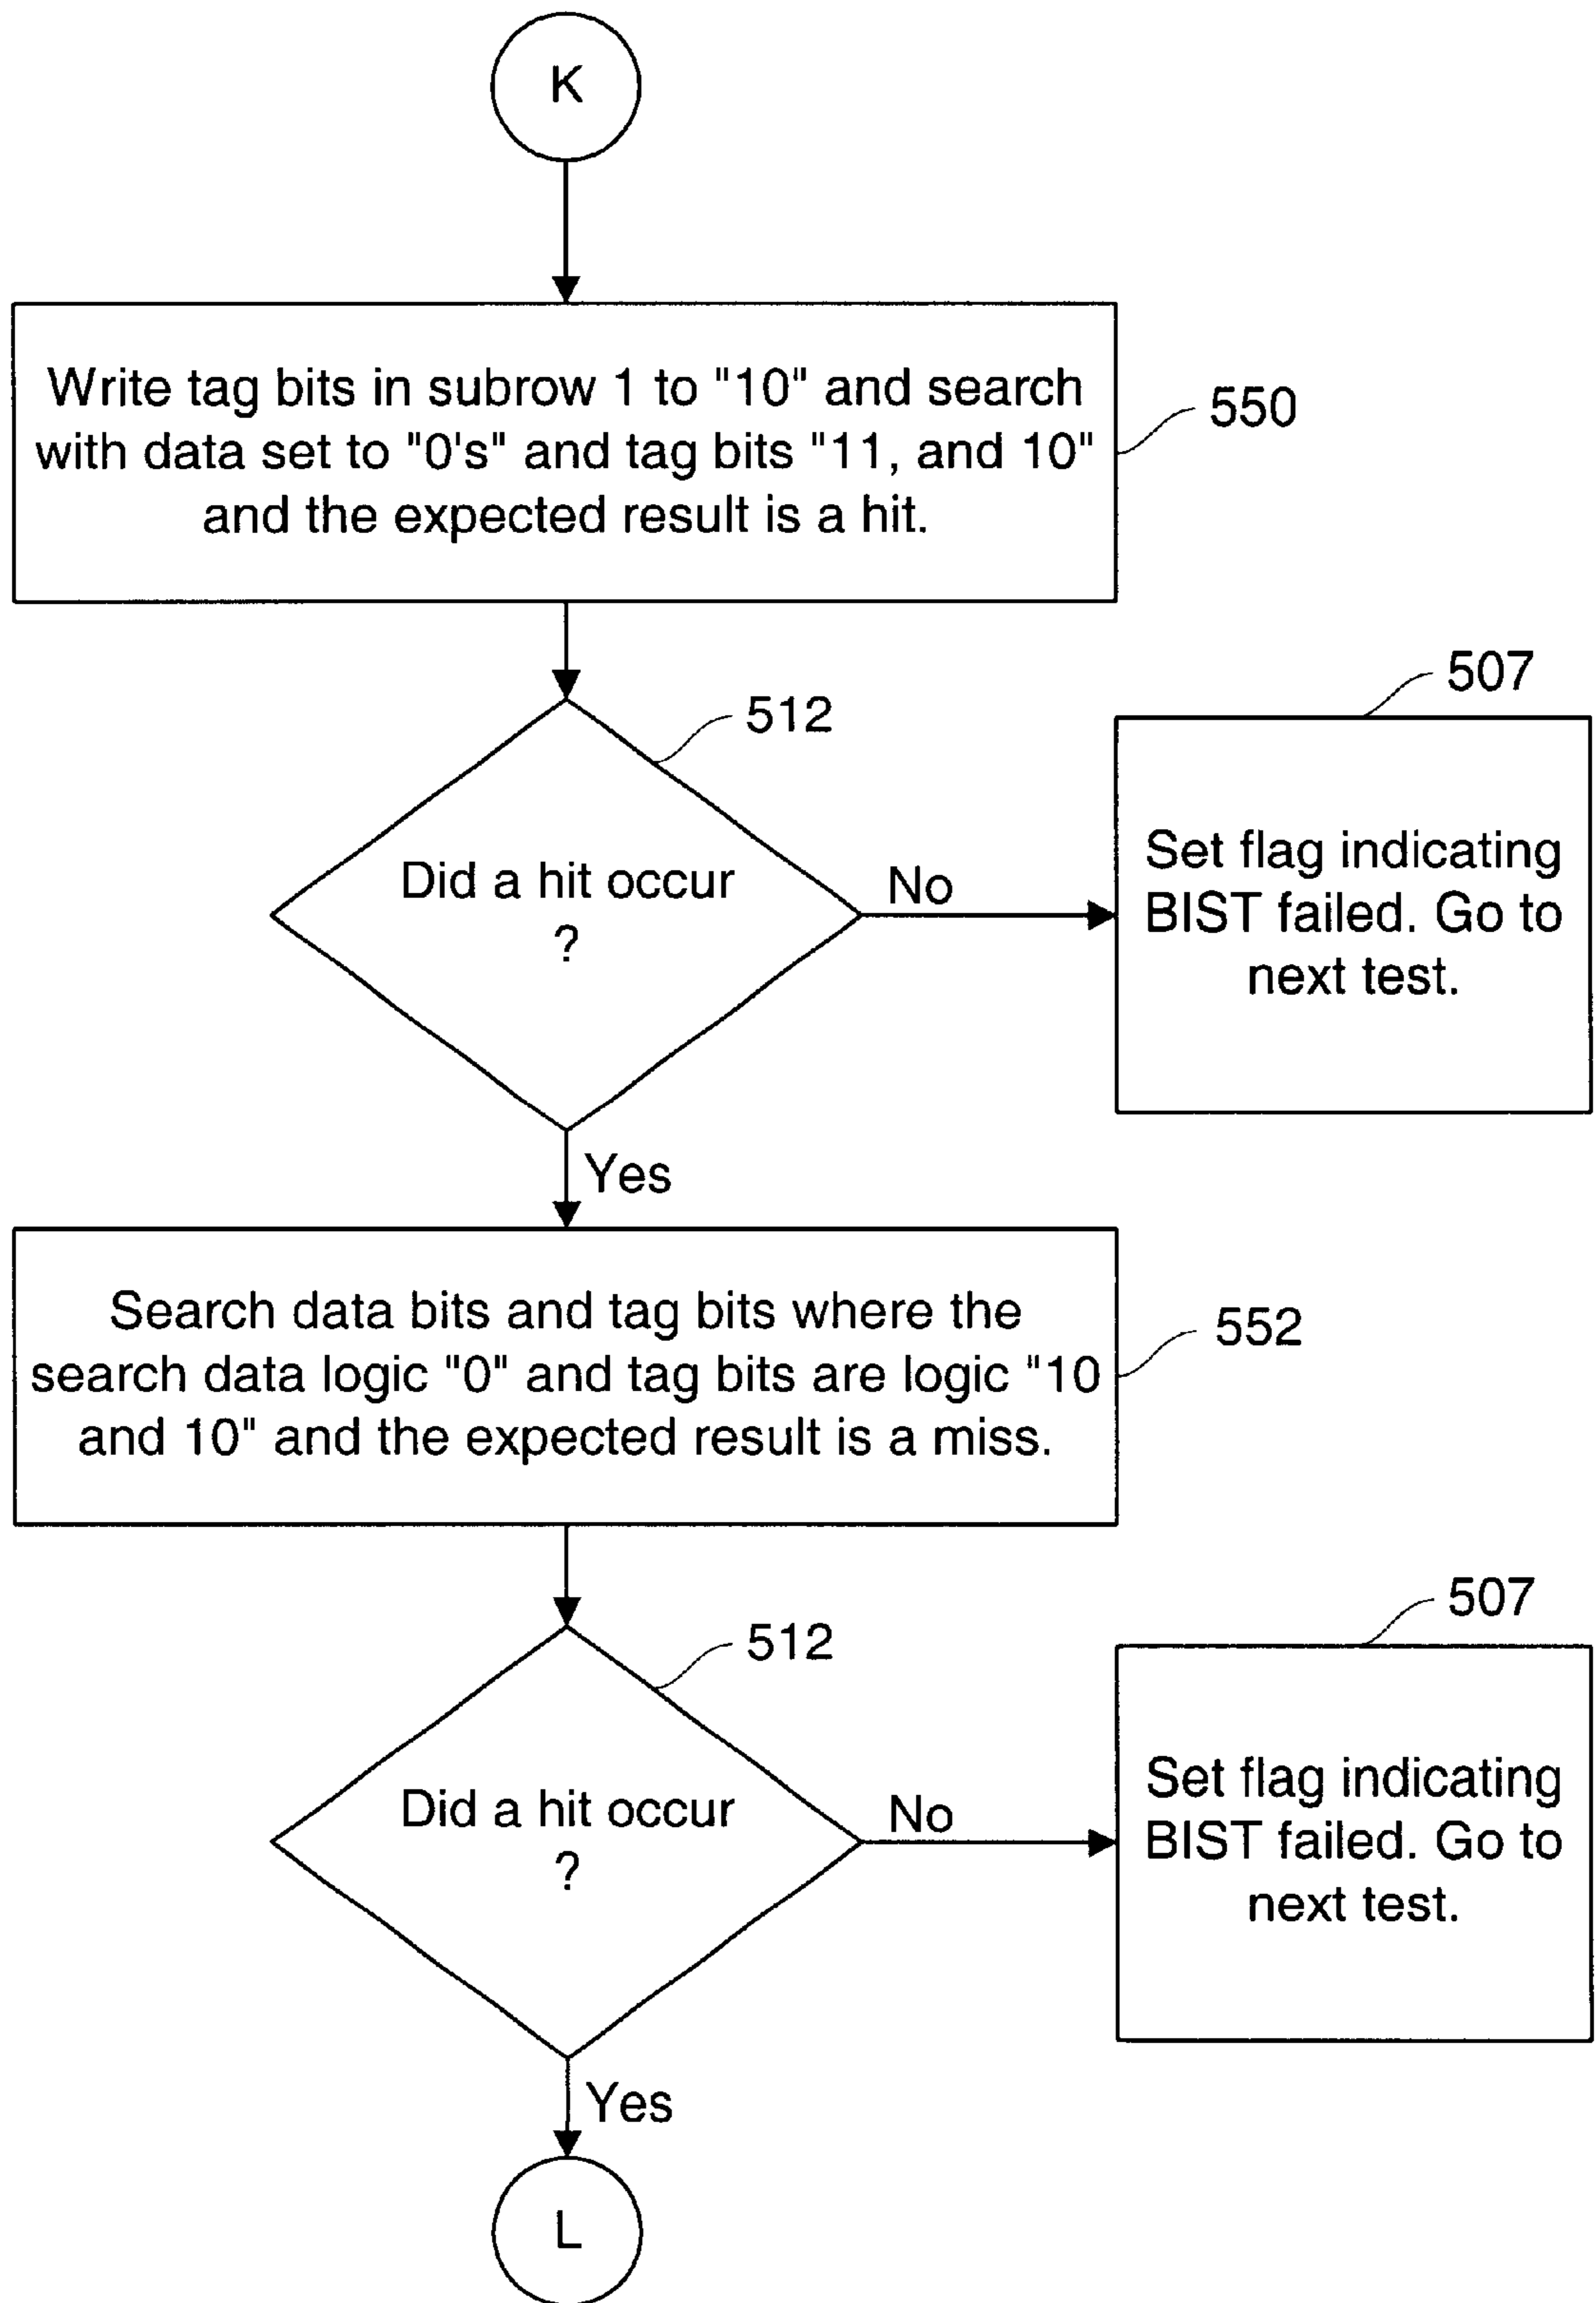 K
Write tag bits in subrow 1 to "10" and search
with data set to "0's" and tag bits "11, and 10"
and the expected result is a hit.
550
512
Did a hit occur
?
No
507
Set flag indicating
BIST failed. Go to
next test.
Yes
Search data bits and tag bits where the
search data logic "0" and tag bits are logic "10
and 10" and the expected result is a miss.
552
512
Did a hit occur
?
No
507
Set flag indicating
BIST failed. Go to
next test.
Yes
L